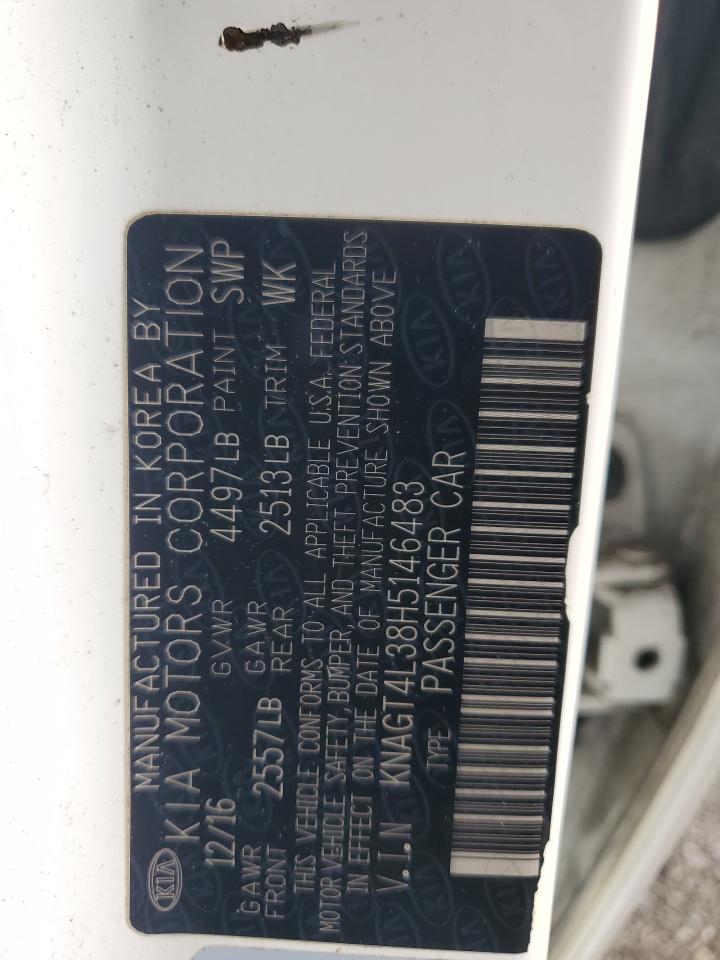 MANUFACTURED IN KOREA BY
KIA KIA MOTORS CORPORATION
12/16 GVWR 4497LB PAINT SWP
GAWR FRONT 2557LB GAWR REAR 2513LB TRIM WK
THIS VEHICLE CONFORMS TO ALL APPLICABLE U.S.A. FEDERAL
MOTOR VEHICLE SAFETY, BUMPER, AND THEFT PREVENTION STANDARDS
IN EFFECT ON THE DATE OF MANUFACTURE SHOWN ABOVE
V.I.N KNAGT4L38H5146483
TYPE PASSENGER CAR